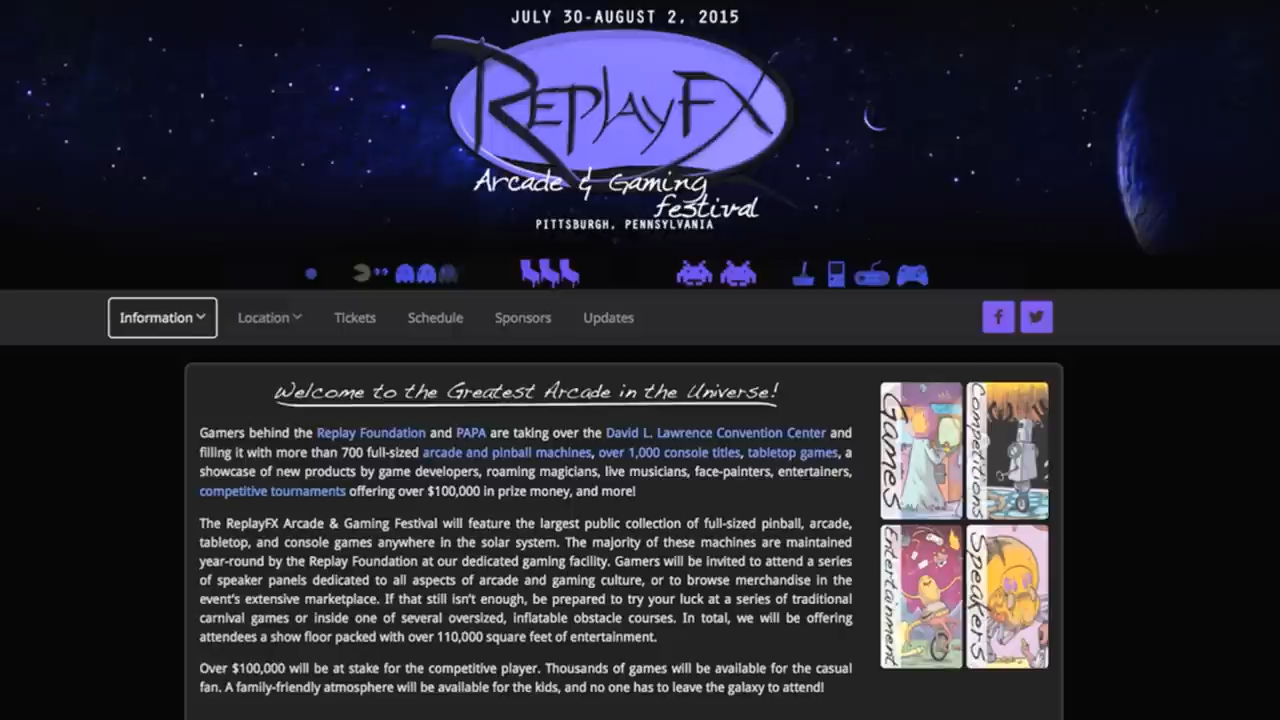 JULY 30-AUGUST 2, 2015
REPLAYFX
Arcade & Gaming
festival
PITTSBURGH, PENNSYLVANIA
Information Location Tickets Schedule Sponsors Updates
Welcome to the Greatest Arcade in the Universe!
Gamers behind the Replay Foundation and PAPA are taking over the David L. Lawrence Convention Center and
filling it with more than 700 full-sized arcade and pinball machines, over 1,000 console titles, tabletop games, a
showcase of new products by game developers, roaming magicians, live musicians, face-painters, entertainers,
competitive tournaments offering over $100,000 in prize money, and more!
The ReplayFX Arcade & Gaming Festival will feature the largest public collection of full-sized pinball, arcade,
tabletop, and console games anywhere in the solar system. The majority of these machines are maintained
year-round by the Replay Foundation at our dedicated gaming facility. Gamers will be invited to attend a series
of speaker panels dedicated to all aspects of arcade and gaming culture, or to browse merchandise in the
event's extensive marketplace. If that still isn't enough, be prepared to try your luck at a series of traditional
carnival games or inside one of several oversized, inflatable obstacle courses. In total, we will be offering
attendees a show floor packed with over 110,000 square feet of entertainment.
Over $100,000 will be at stake for the competitive player. Thousands of games will be available for the casual
fan. A family-friendly atmosphere will be available for the kids, and no one has to leave the galaxy to attend!
Games
Competitions
Entertainment
Speakers